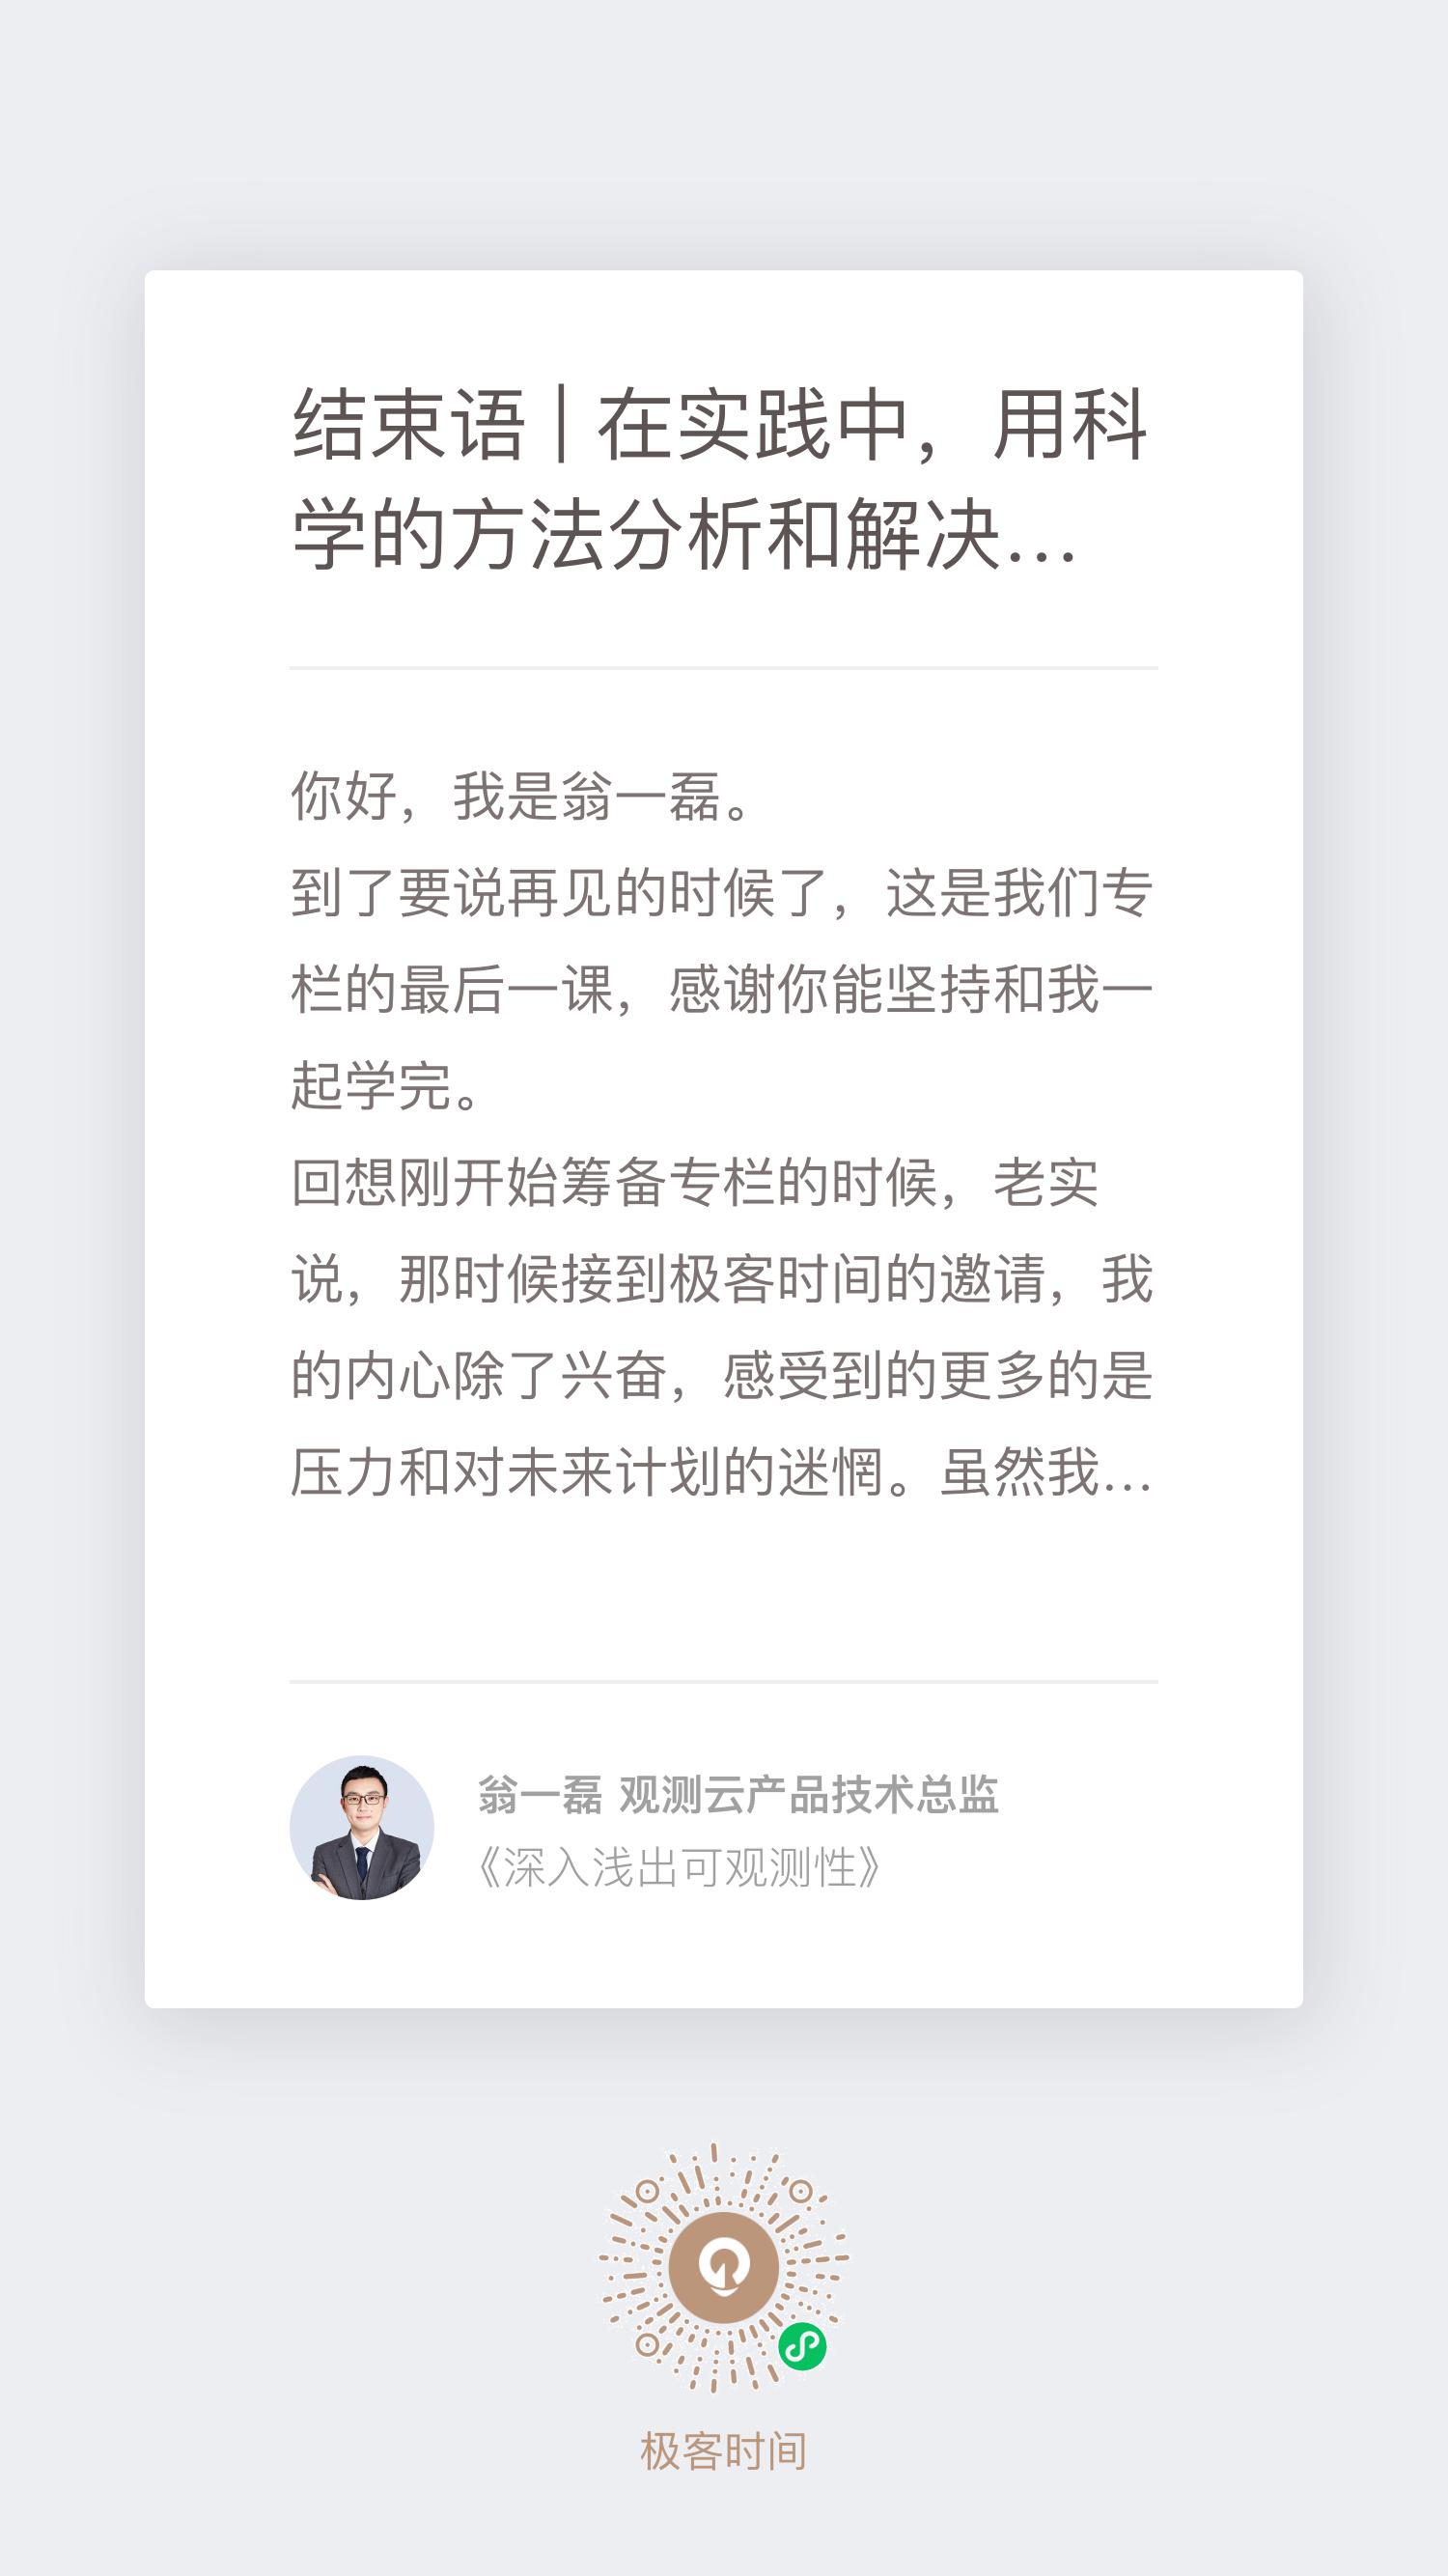 结束语 | 在实践中，用科
学的方法分析和解决…
你好，我是翁一磊。
到了要说再见的时候了，这是我们专
栏的最后一课，感谢你能坚持和我一
起学完。
回想刚开始筹备专栏的时候，老实
说，那时候接到极客时间的邀请，我
的内心除了兴奋，感受到的更多的是
压力和对未来计划的迷惘。虽然我…
翁一磊 观测云产品技术总监
《深入浅出可观测性》
极客时间